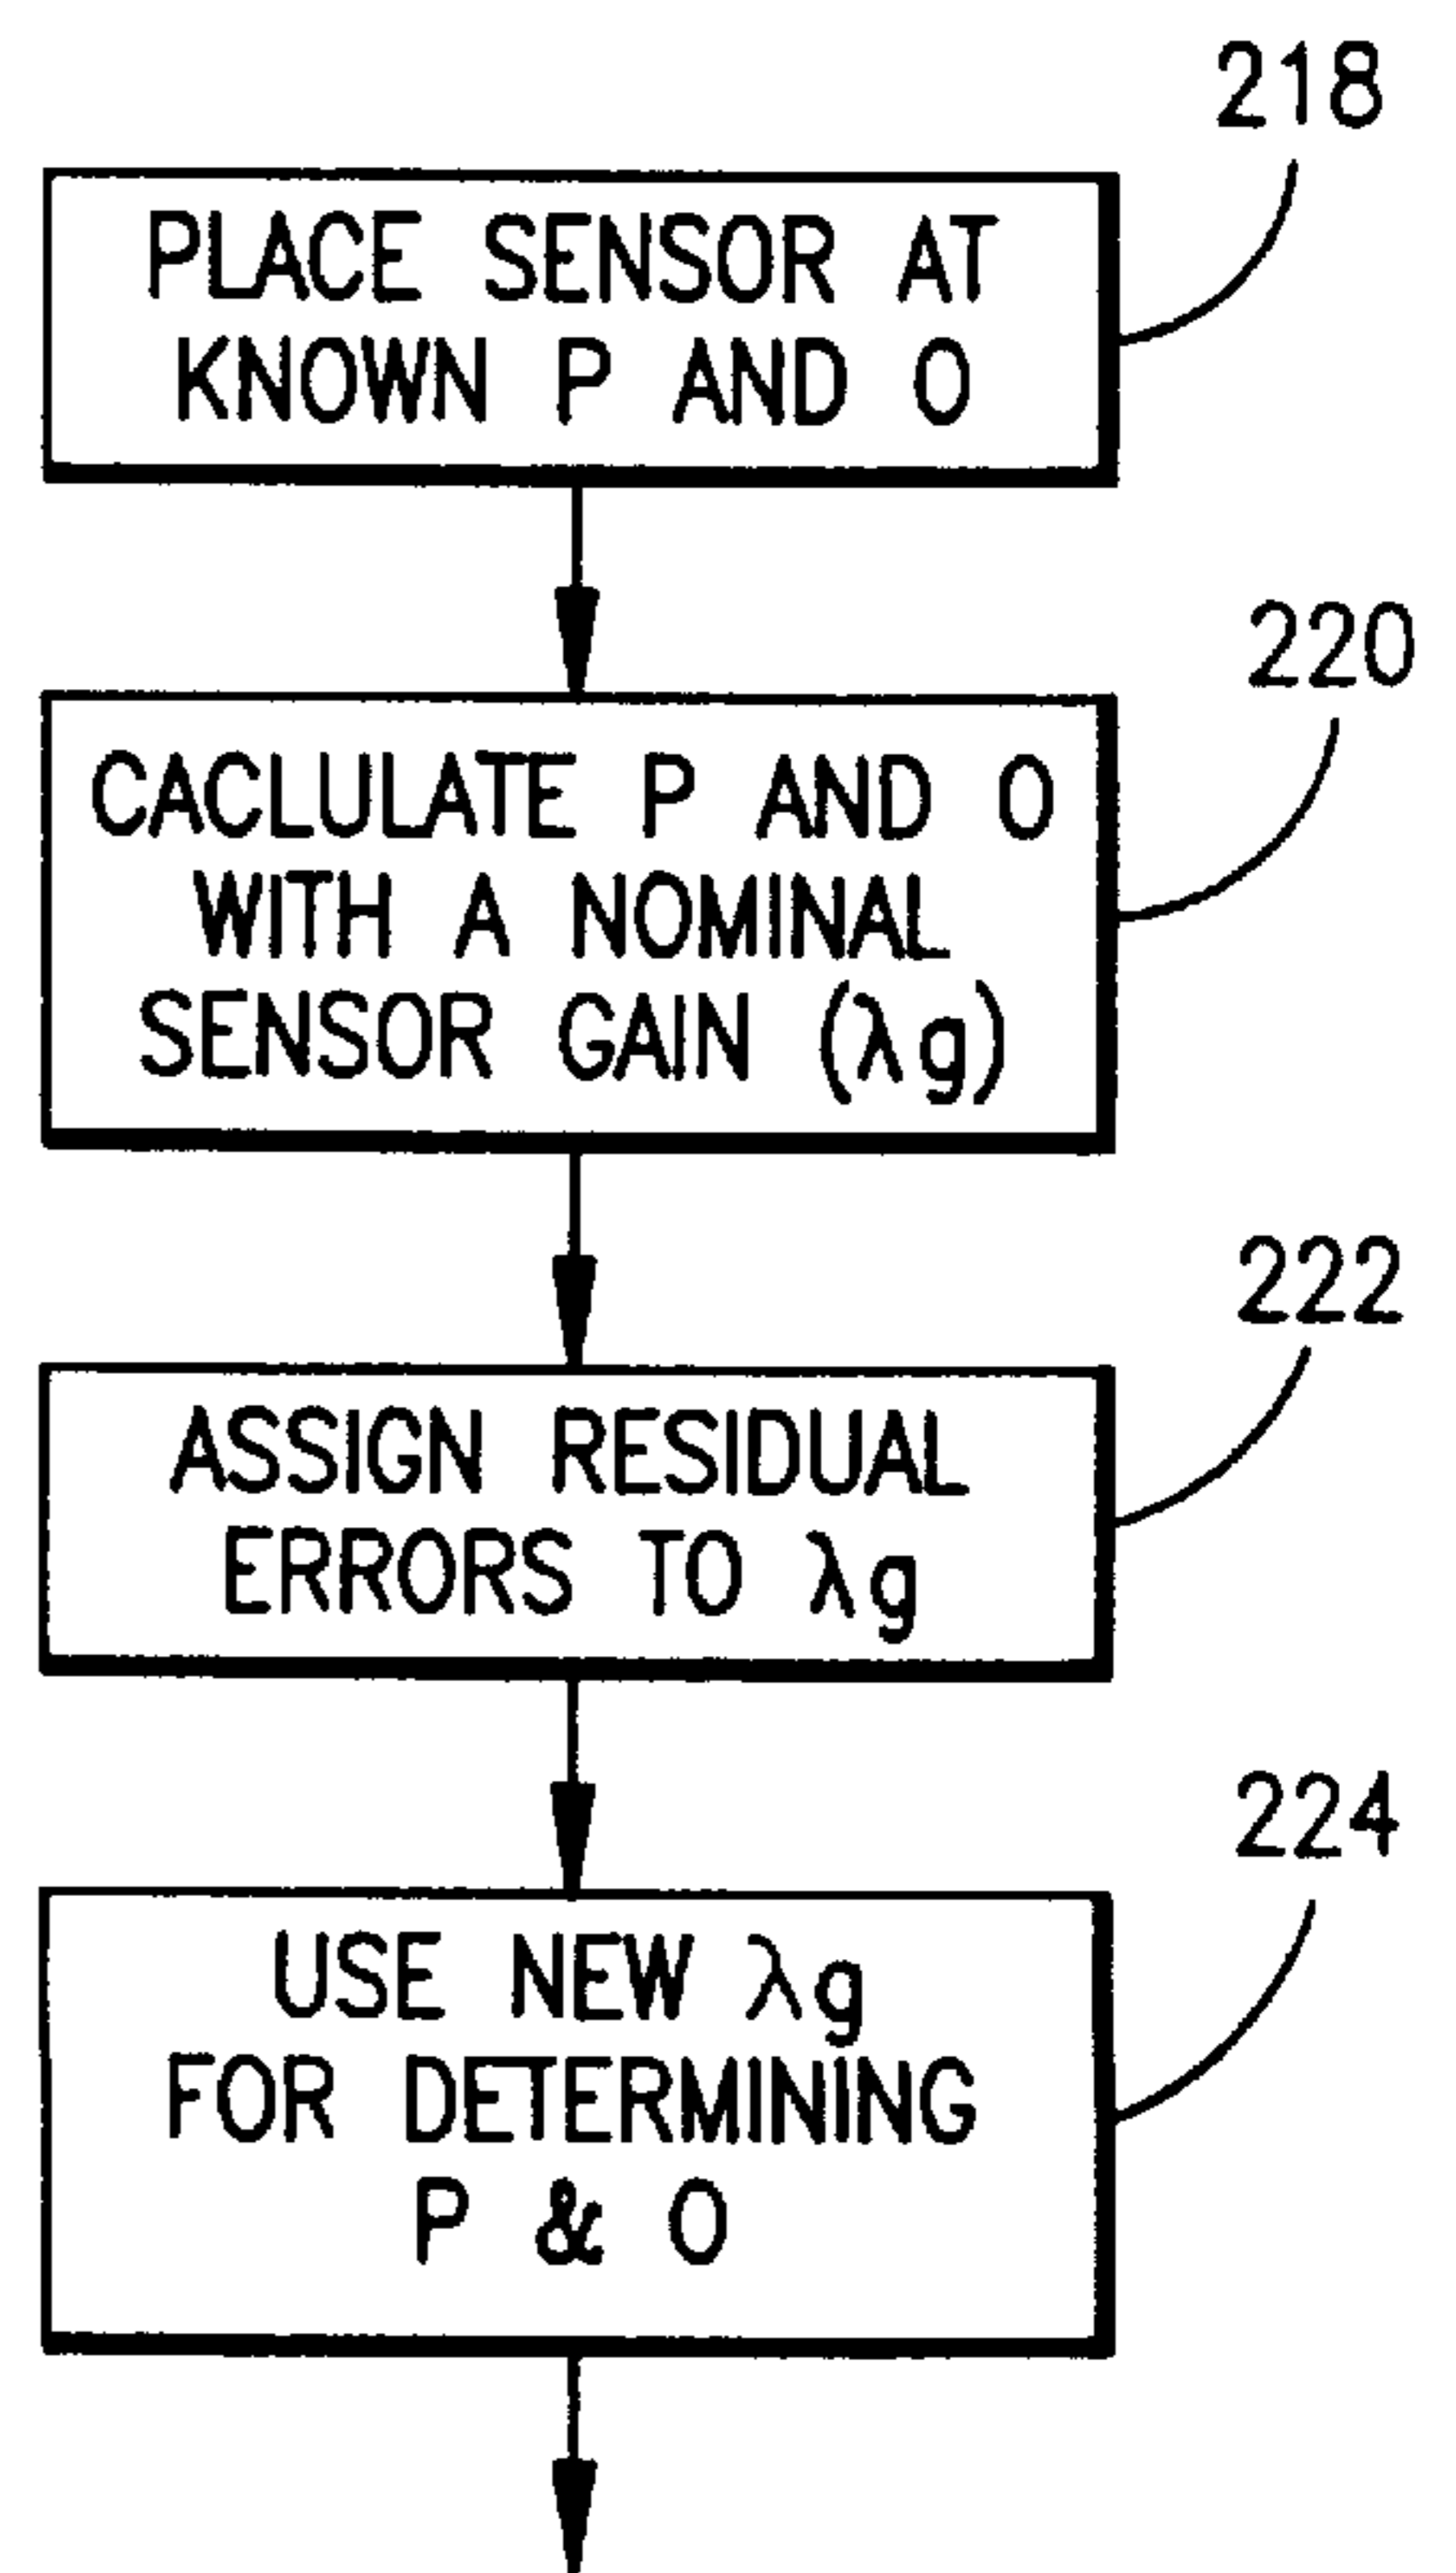 218
PLACE SENSOR AT
KNOWN P AND O
220
CACLULATE P AND O
WITH A NOMINAL
SENSOR GAIN (λg)
222
ASSIGN RESIDUAL
ERRORS TO λg
224
USE NEW λg
FOR DETERMINING
P & O